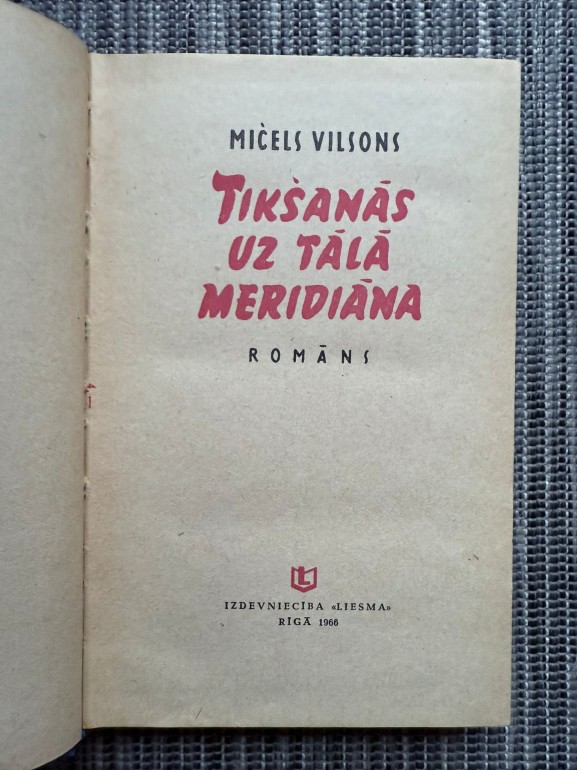 MIČELS VILSONS
TIKŠANĀS
UZ TĀLĀ
MERIDIĀNA
ROMĀNS
IZDEVNIECĪBA «LIESMA»
RĪGĀ 1966